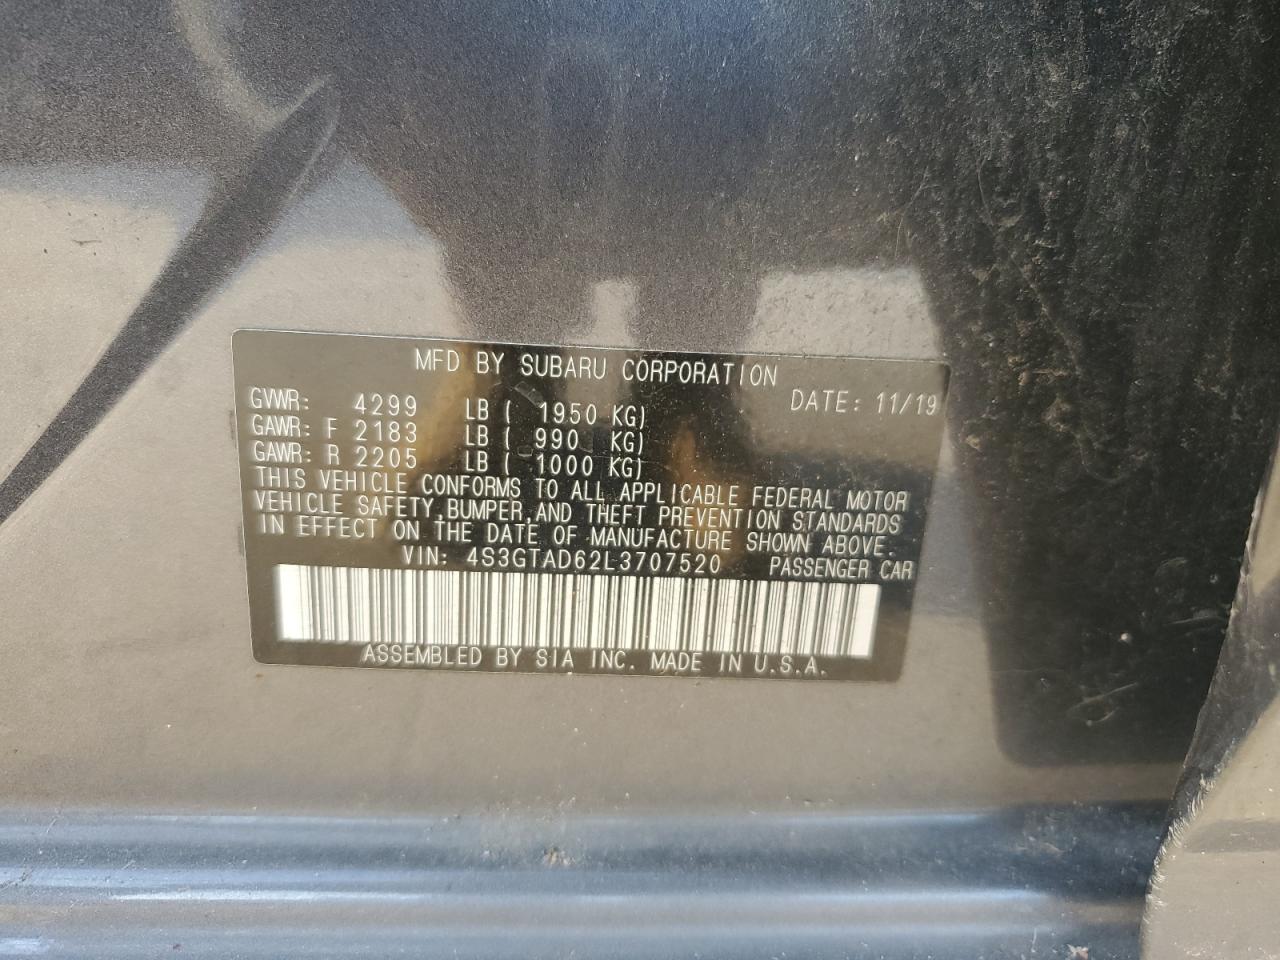 MFD BY SUBARU CORPORATION
GVWR: 4299 LB ( 1950 KG) DATE: 11/19
GAWR: F 2183 LB ( 990 KG)
GAWR: R 2205 LB ( 1000 KG)
THIS VEHICLE CONFORMS TO ALL APPLICABLE FEDERAL MOTOR
VEHICLE SAFETY, BUMPER, AND THEFT PREVENTION STANDARDS
IN EFFECT ON THE DATE OF MANUFACTURE SHOWN ABOVE.
VIN: 4S3GTAD62L3707520 PASSENGER CAR
ASSEMBLED BY SIA INC. MADE IN U.S.A.